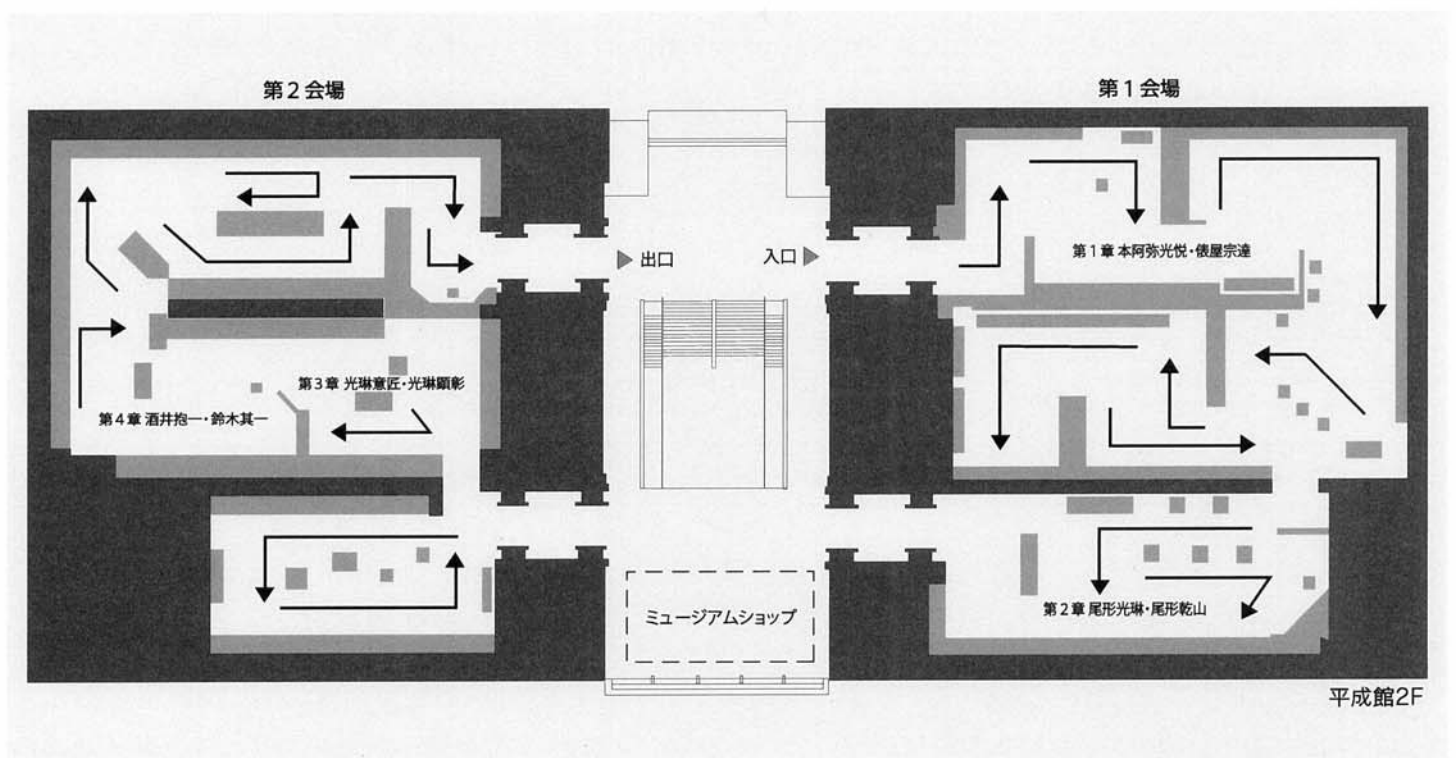 第2会場
第1会場
出口
入口
第1章 本阿弥光悦・俵屋宗達
第3章 光琳意匠・光琳顕彰
第4章 酒井抱一・鈴木其一
第2章 尾形光琳・尾形乾山
ミュージアムショップ
平成館2F